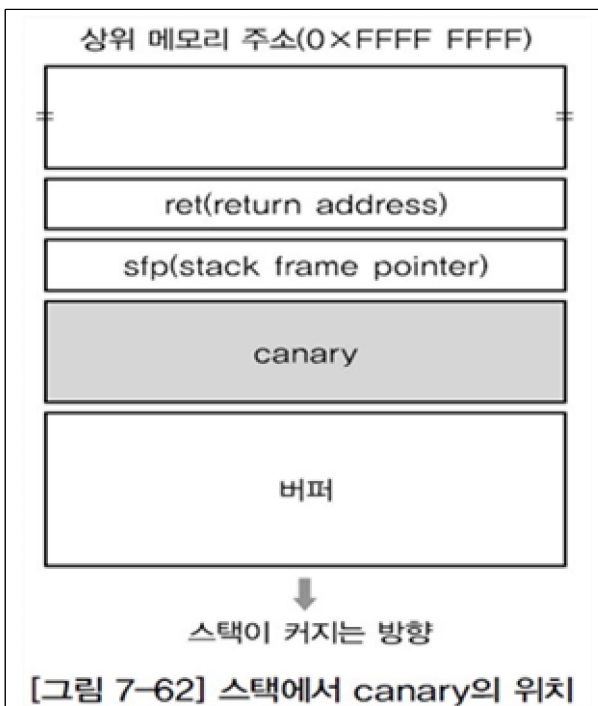 상위 메모리 주소(0×FFFF FFFF)
ret(return address)
sfp(stack frame pointer)
canary
버퍼
스택이 커지는 방향
[그림 7-62] 스택에서 canary의 위치